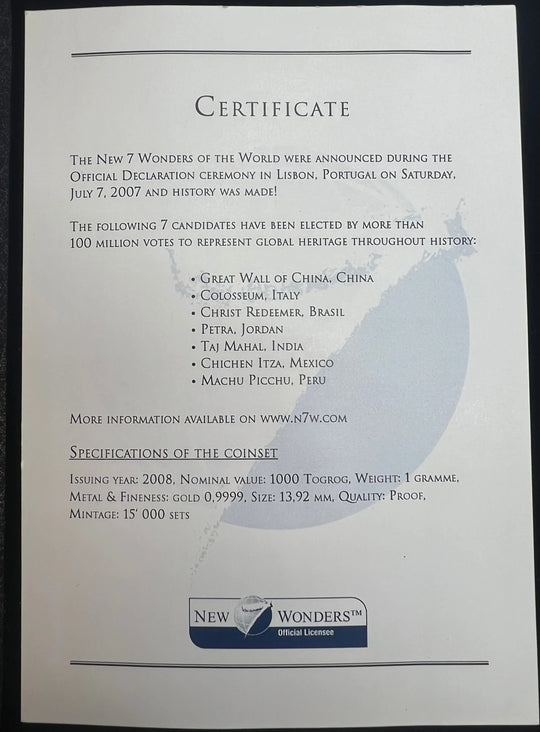 Certificate
The New 7 Wonders of the World were announced during the
Official Declaration ceremony in Lisbon, Portugal on Saturday,
July 7, 2007 and history was made!
The following 7 candidates have been elected by more than
100 million votes to represent global heritage throughout history:
• Great Wall of China, China
• Colosseum, Italy
• Christ Redeemer, Brasil
• Petra, Jordan
• Taj Mahal, India
• Chichen Itza, Mexico
• Machu Picchu, Peru
More information available on www.n7w.com
Specifications of the coinset
Issuing year: 2008, Nominal value: 1000 Togrog, Weight: 1 gramme,
Metal & Fineness: gold 0,9999, Size: 13,92 mm, Quality: Proof,
Mintage: 15' 000 sets
New Wonders™
Official Licensee